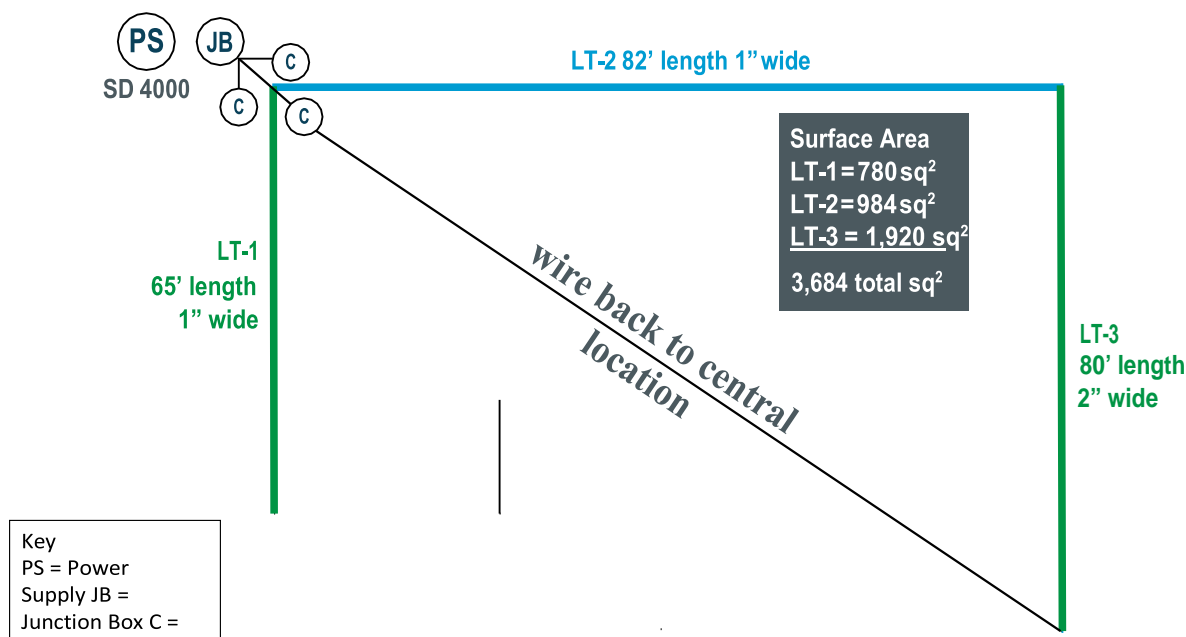 PS
JB
C
C
C
SD 4000
LT-2 82’ length 1” wide
Surface Area
LT-1 = 780 sq²
LT-2 = 984 sq²
LT-3 = 1,920 sq²
3,684 total sq²
LT-1
65’ length
1” wide
wire back to central
location
LT-3
80’ length
2” wide
Key
PS = Power
Supply JB =
Junction Box C =